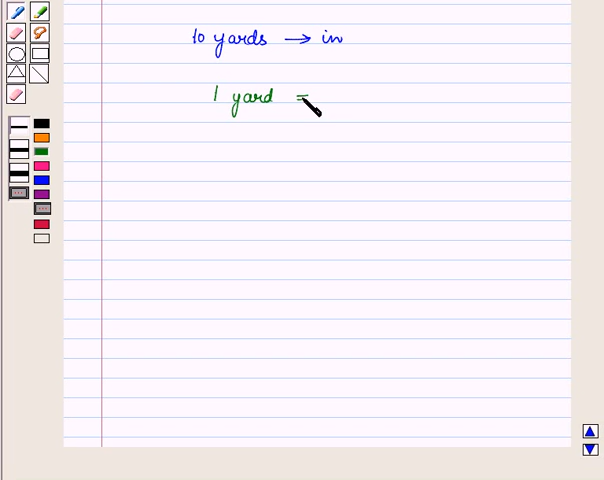 10 yards → in
1 yard =